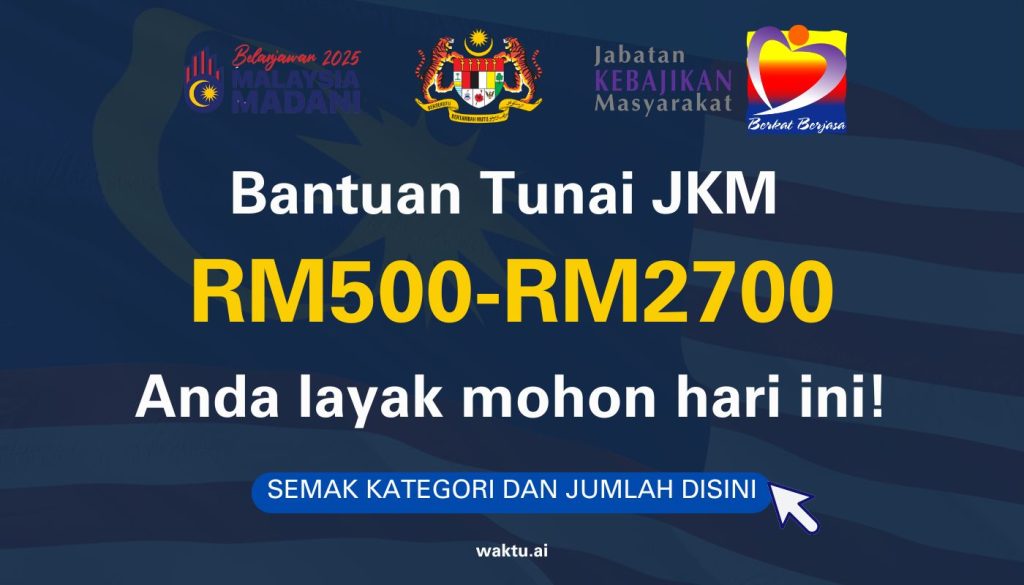 Belanjawan 2025
MALAYSIA
MADANI
Jabatan
KEBAJIKAN
Masyarakat
Berkat Berjasa
Bantuan Tunai JKM
RM500-RM2700
Anda layak mohon hari ini!
SEMAK KATEGORI DAN JUMLAH DISINI
waktu.ai